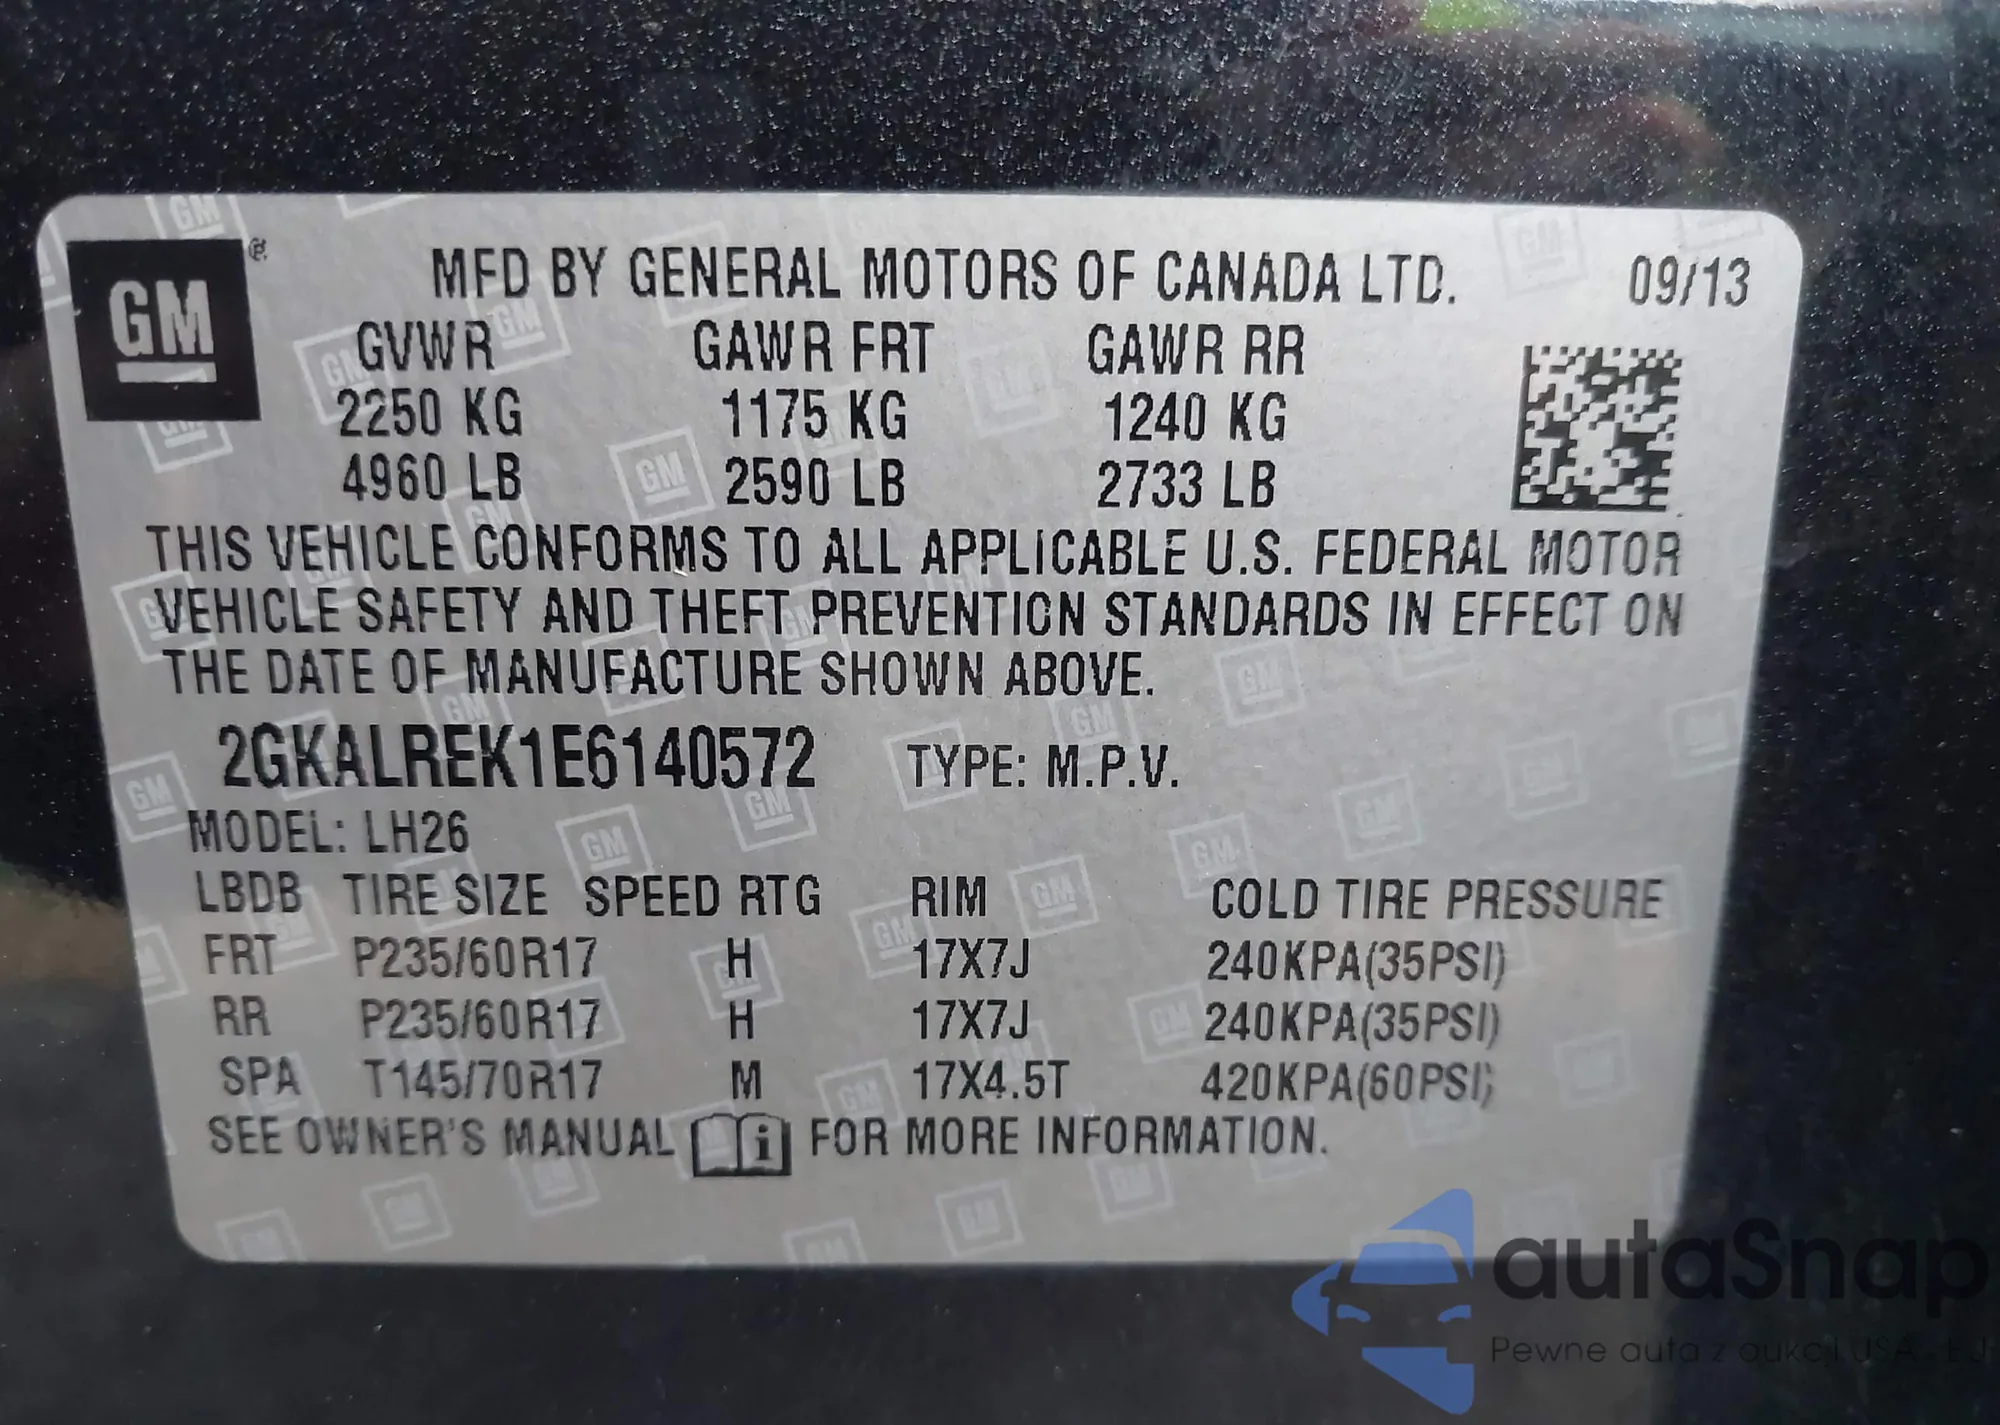 GM ®
MFD BY GENERAL MOTORS OF CANADA LTD. 09/13
GVWR GAWR FRT GAWR RR
2250 KG 1175 KG 1240 KG
4960 LB 2590 LB 2733 LB
THIS VEHICLE CONFORMS TO ALL APPLICABLE U.S. FEDERAL MOTOR
VEHICLE SAFETY AND THEFT PREVENTION STANDARDS IN EFFECT ON
THE DATE OF MANUFACTURE SHOWN ABOVE.
2GKALREK1E6140572 TYPE: M.P.V.
MODEL: LH26
LBDB TIRE SIZE SPEED RTG RIM COLD TIRE PRESSURE
FRT P235/60R17 H 17X7J 240KPA(35PSI)
RR P235/60R17 H 17X7J 240KPA(35PSI)
SPA T145/70R17 M 17X4.5T 420KPA(60PSI)
SEE OWNER'S MANUAL i FOR MORE INFORMATION.
autaSnap
Pewne auta z aukcji USA